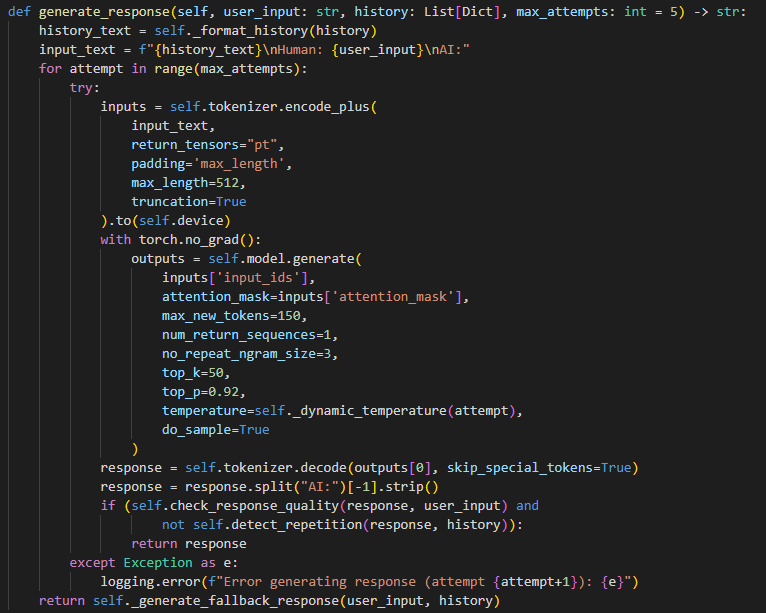 def generate_response(self, user_input: str, history: List[Dict], max_attempts: int = 5) -> str:
    history_text = self._format_history(history)
    input_text = f"{history_text}\nHuman: {user_input}\nAI:"
    for attempt in range(max_attempts):
        try:
            inputs = self.tokenizer.encode_plus(
                input_text,
                return_tensors="pt",
                padding='max_length',
                max_length=512,
                truncation=True
            ).to(self.device)
            with torch.no_grad():
                outputs = self.model.generate(
                    inputs['input_ids'],
                    attention_mask=inputs['attention_mask'],
                    max_new_tokens=150,
                    num_return_sequences=1,
                    no_repeat_ngram_size=3,
                    top_k=50,
                    top_p=0.92,
                    temperature=self._dynamic_temperature(attempt),
                    do_sample=True
                )
            response = self.tokenizer.decode(outputs[0], skip_special_tokens=True)
            response = response.split("AI:")[-1].strip()
            if (self.check_response_quality(response, user_input) and
                    not self.detect_repetition(response, history)):
                return response
        except Exception as e:
            logging.error(f"Error generating response (attempt {attempt+1}): {e}")
    return self._generate_fallback_response(user_input, history)